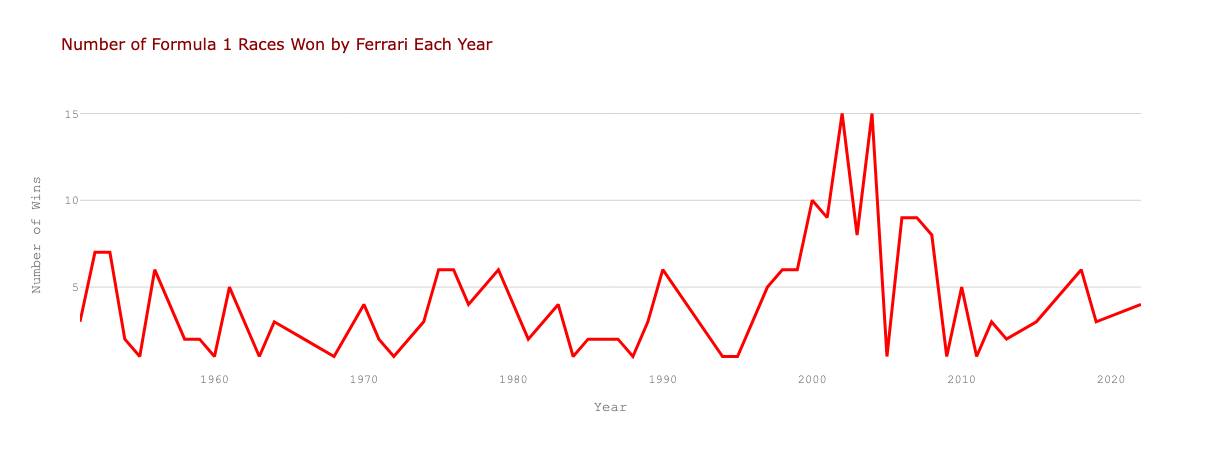 Number of Formula 1 Races Won by Ferrari Each Year
15
10
5
Number of Wins
1960 1970 1980 1990 2000 2010 2020
Year